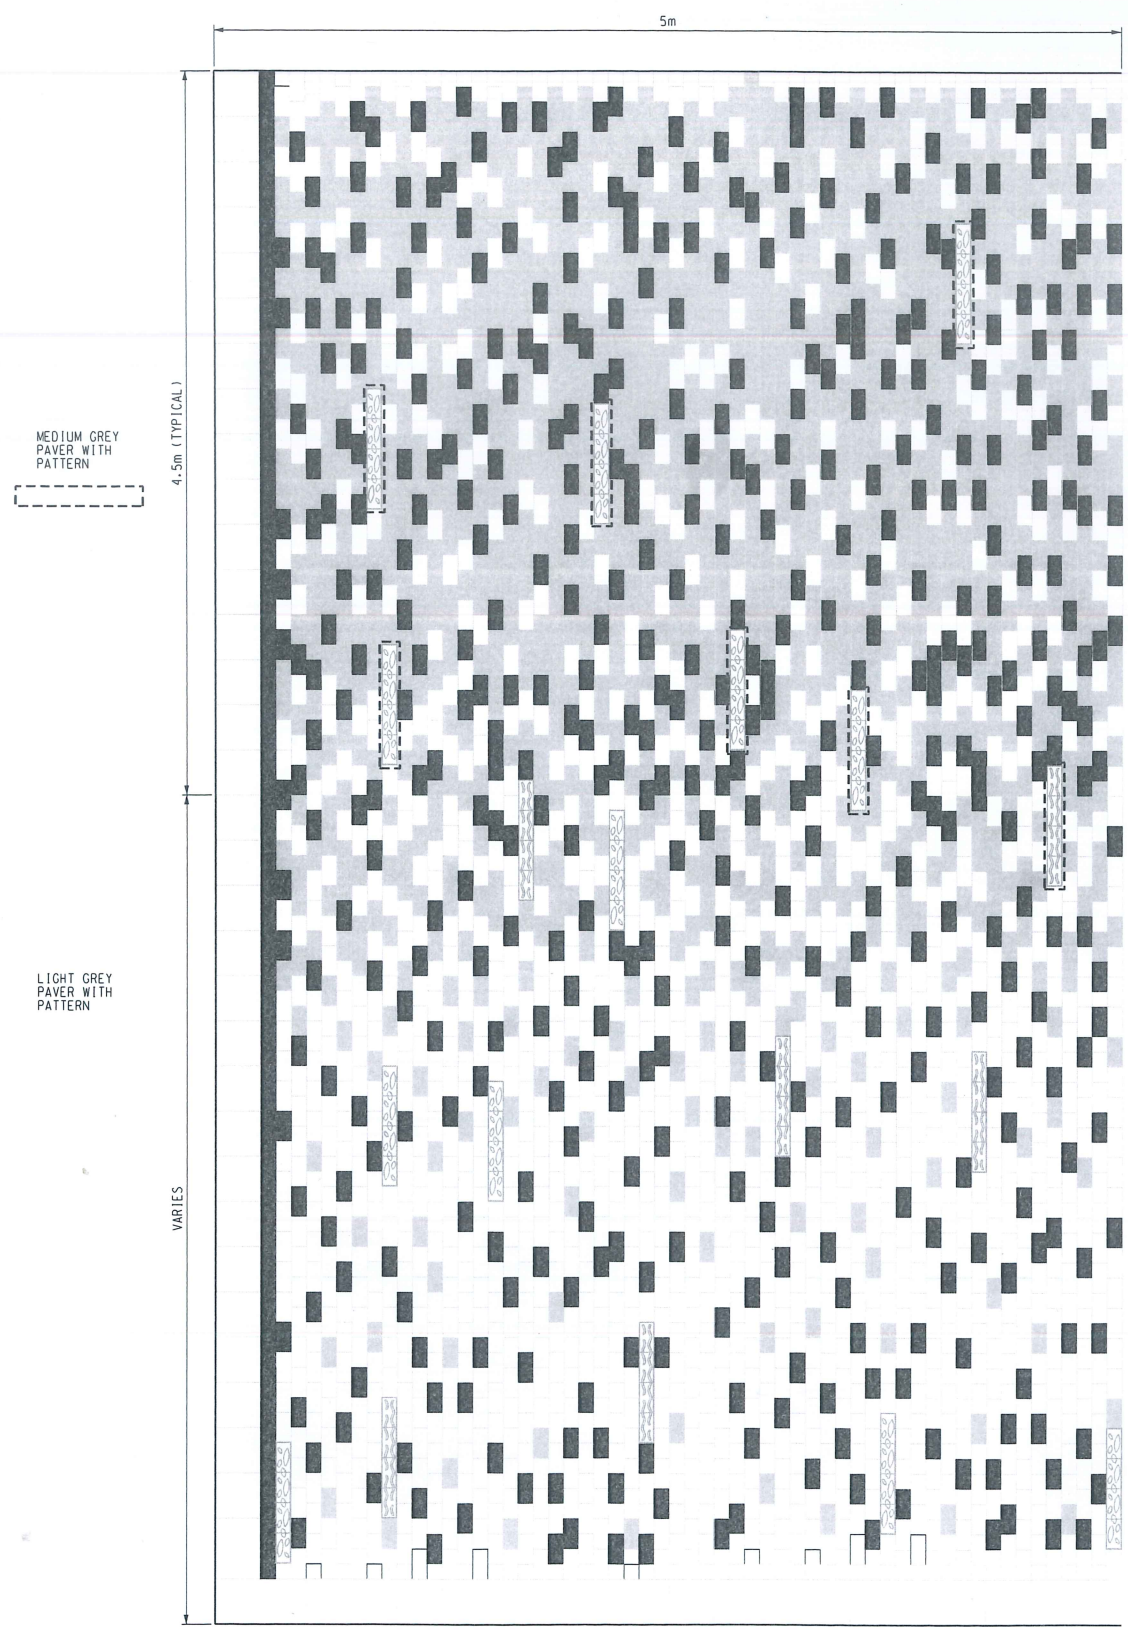 5m
4.5m (TYPICAL)
MEDIUM GREY
PAVER WITH
PATTERN
LIGHT GREY
PAVER WITH
PATTERN
VARIES